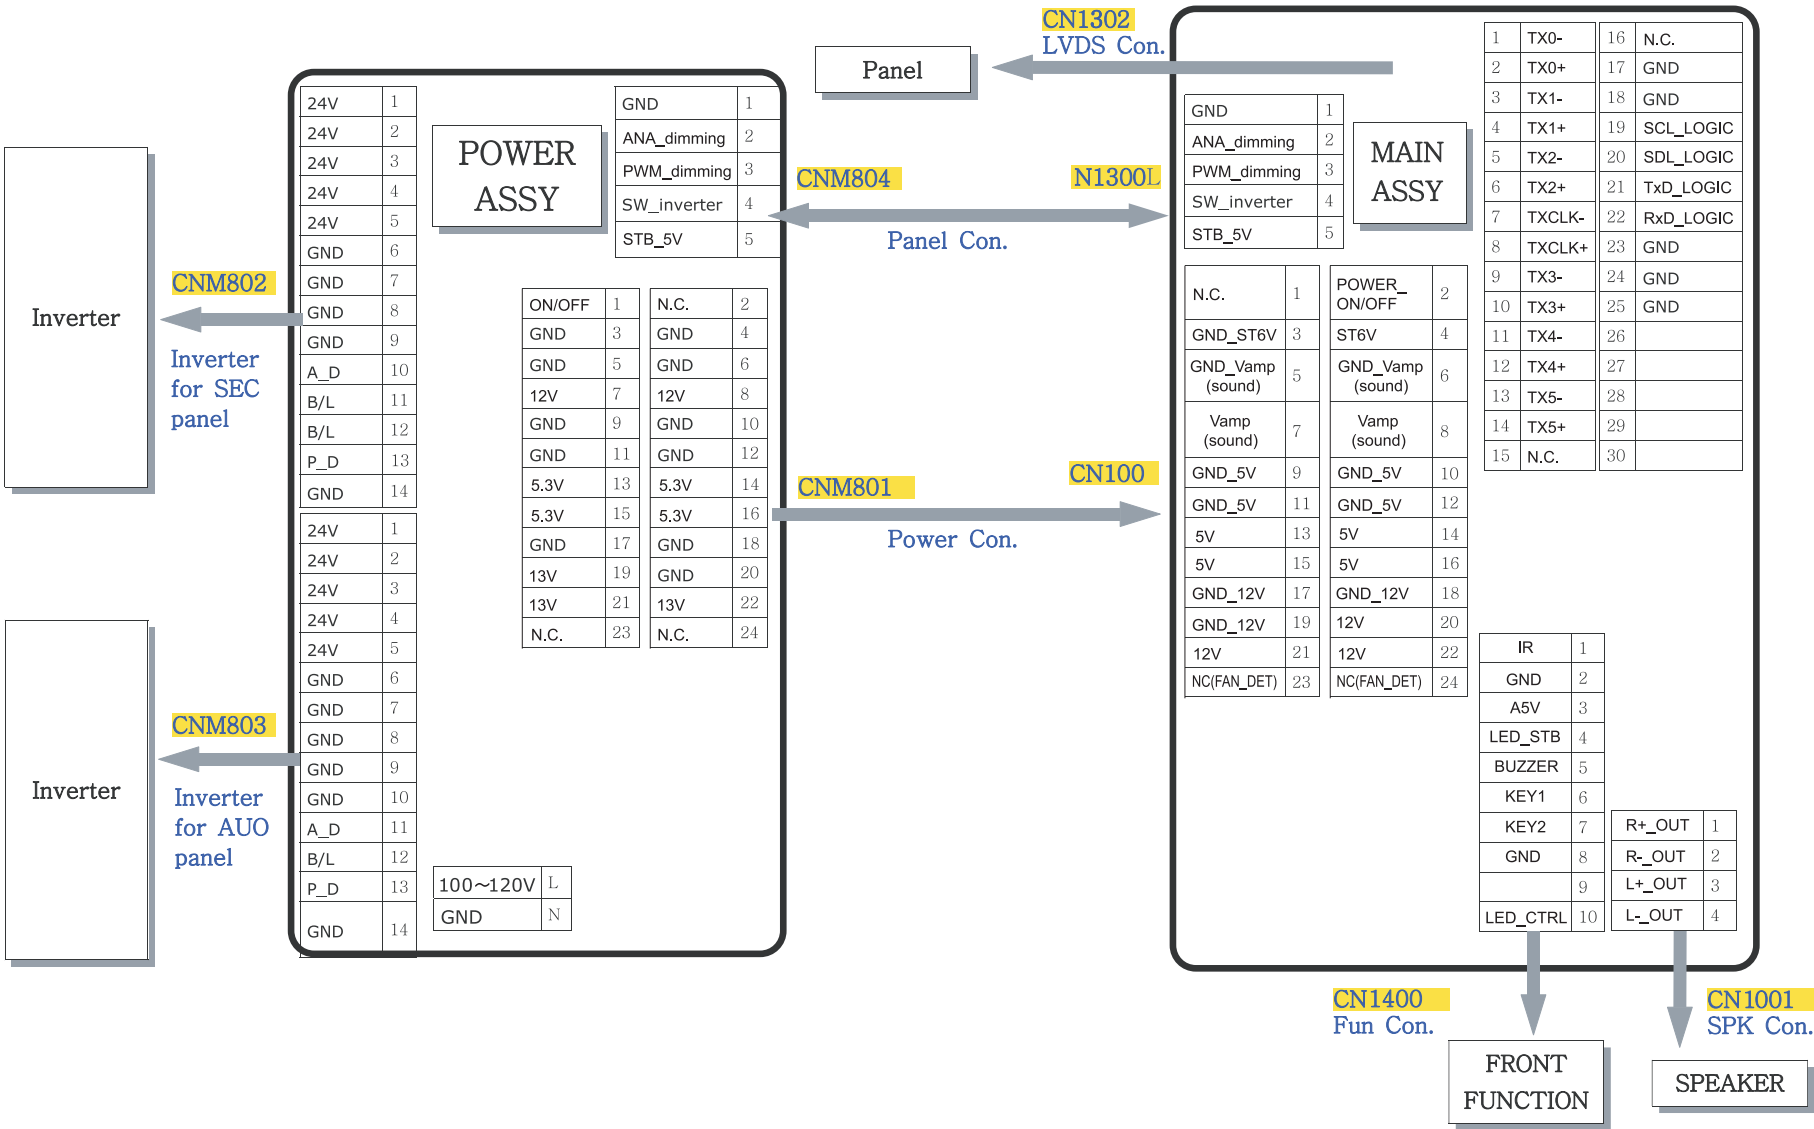 CN1302
LVDS Con.
Panel
POWER
ASSY
24V 1
24V 2
24V 3
24V 4
24V 5
GND 6
GND 7
GND 8
GND 9
A_D 10
B/L 11
B/L 12
P_D 13
GND 14
24V 1
24V 2
24V 3
24V 4
24V 5
GND 6
GND 7
GND 8
GND 9
GND 10
A_D 11
B/L 12
P_D 13
GND 14
GND 1
ANA_dimming 2
PWM_dimming 3
SW_inverter 4
STB_5V 5
ON/OFF 1 N.C. 2
GND 3 GND 4
GND 5 GND 6
12V 7 12V 8
GND 9 GND 10
GND 11 GND 12
5.3V 13 5.3V 14
5.3V 15 5.3V 16
GND 17 GND 18
13V 19 GND 20
13V 21 13V 22
N.C. 23 N.C. 24
100~120V L
GND N
Inverter
CNM802
Inverter
for SEC
panel
Inverter
CNM803
Inverter
for AUO
panel
CNM804
N1300L
Panel Con.
CNM801
CN100
Power Con.
MAIN
ASSY
GND 1
ANA_dimming 2
PWM_dimming 3
SW_inverter 4
STB_5V 5
N.C. 1 POWER_
ON/OFF 2
GND_ST6V 3 ST6V 4
GND_Vamp
(sound) 5 GND_Vamp
(sound) 6
Vamp
(sound) 7 Vamp
(sound) 8
GND_5V 9 GND_5V 10
GND_5V 11 GND_5V 12
5V 13 5V 14
5V 15 5V 16
GND_12V 17 GND_12V 18
GND_12V 19 12V 20
12V 21 12V 22
NC(FAN_DET) 23 NC(FAN_DET) 24
1 TX0- 16 N.C.
2 TX0+ 17 GND
3 TX1- 18 GND
4 TX1+ 19 SCL_LOGIC
5 TX2- 20 SDL_LOGIC
6 TX2+ 21 TxD_LOGIC
7 TXCLK- 22 RxD_LOGIC
8 TXCLK+ 23 GND
9 TX3- 24 GND
10 TX3+ 25 GND
11 TX4- 26
12 TX4+ 27
13 TX5- 28
14 TX5+ 29
15 N.C. 30
IR 1
GND 2
A5V 3
LED_STB 4
BUZZER 5
KEY1 6
KEY2 7
GND 8
9
LED_CTRL 10
R+_OUT 1
R-_OUT 2
L+_OUT 3
L-_OUT 4
CN1400
Fun Con.
CN1001
SPK Con.
FRONT
FUNCTION
SPEAKER